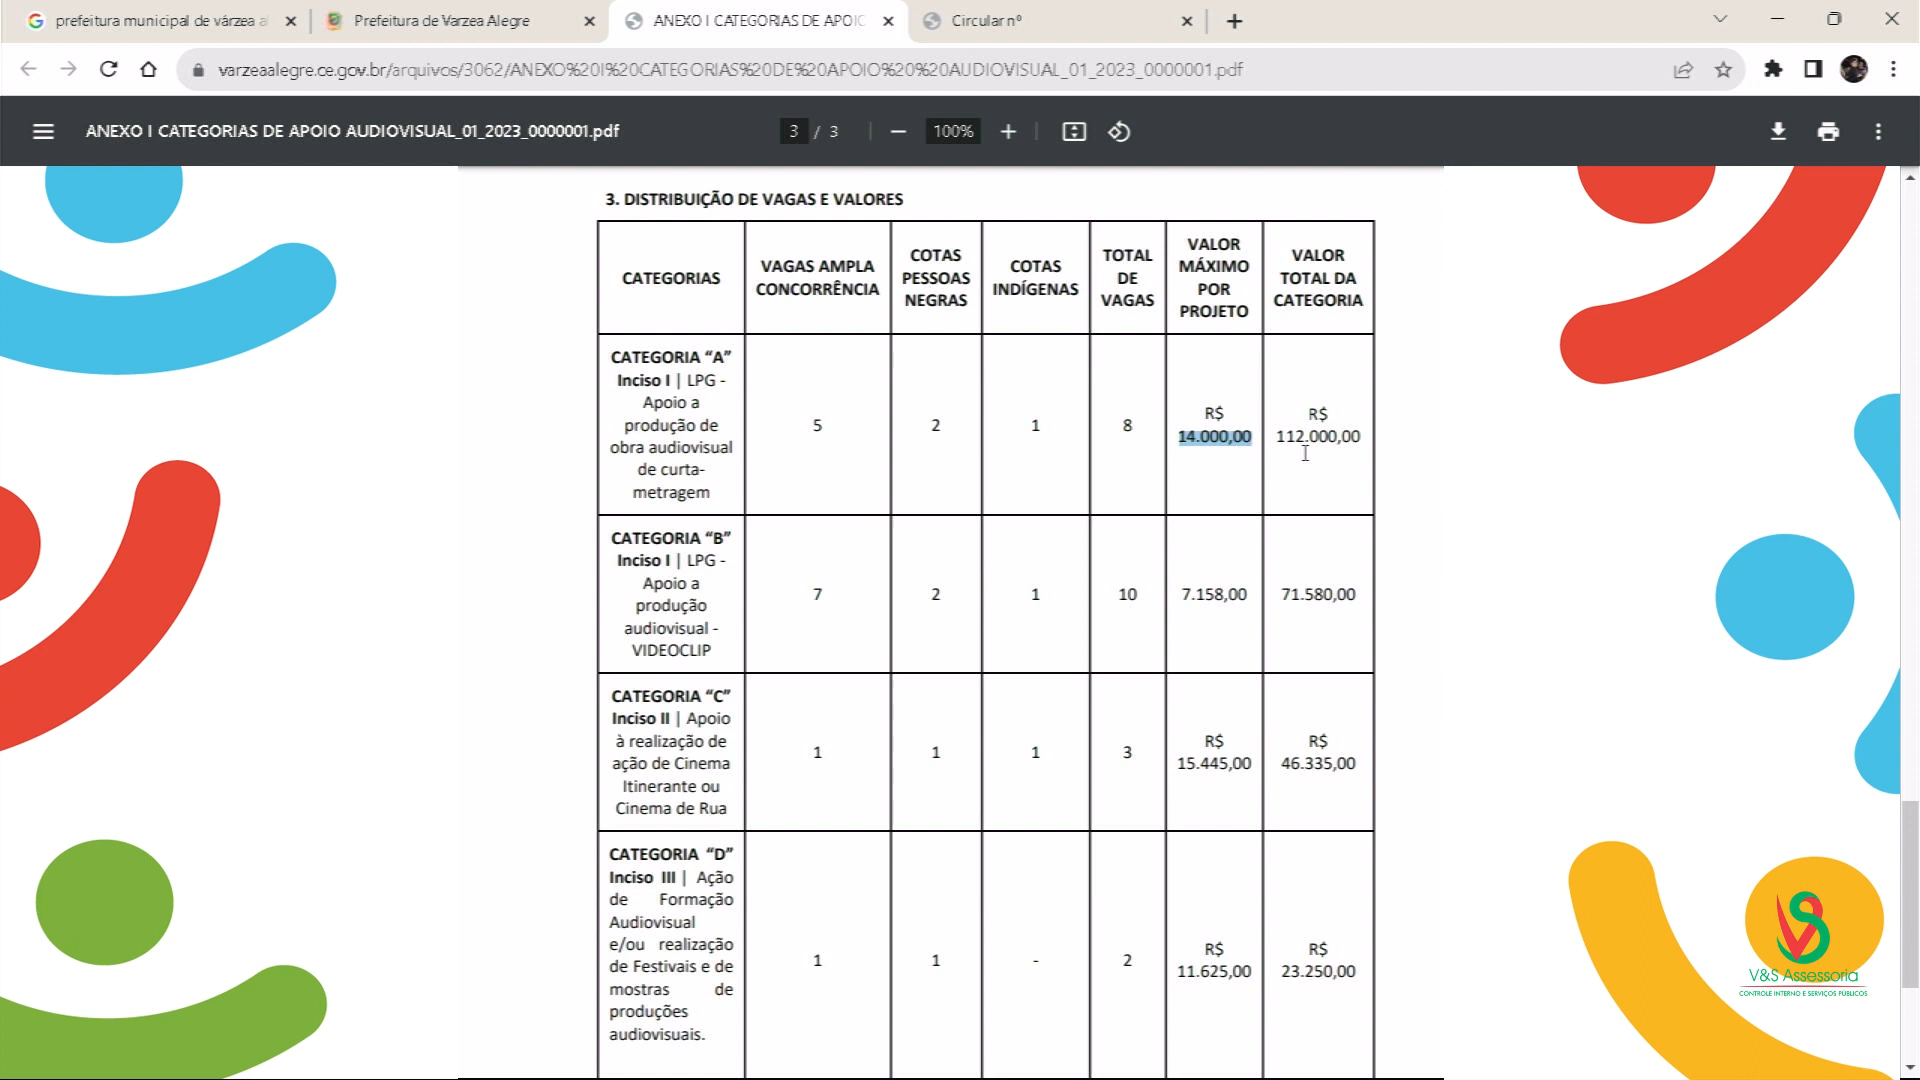 prefeitura municipal de várzea al
Prefeitura de Varzea Alegre
ANEXO I CATEGORIAS DE APOIO
Circular nº
varzeaalegre.ce.gov.br/arquivos/3062/ANEXO%20I%20CATEGORIAS%20DE%20APOIO%20%20AUDIOVISUAL_01_2023_0000001.pdf
ANEXO I CATEGORIAS DE APOIO AUDIOVISUAL_01_2023_0000001.pdf
3 / 3
100%
3. DISTRIBUIÇÃO DE VAGAS E VALORES
CATEGORIAS
VAGAS AMPLA
CONCORRÊNCIA
COTAS
PESSOAS
NEGRAS
COTAS
INDÍGENAS
TOTAL
DE
VAGAS
VALOR
MÁXIMO
POR
PROJETO
VALOR
TOTAL DA
CATEGORIA
CATEGORIA “A”
Inciso I | LPG -
Apoio a
produção de
obra audiovisual
de curta-
metragem
5
2
1
8
R$
14.000,00
R$
112.000,00
CATEGORIA “B”
Inciso I | LPG -
Apoio a
produção
audiovisual -
VIDEOCLIP
7
2
1
10
7.158,00
71.580,00
CATEGORIA “C”
Inciso II | Apoio
à realização de
ação de Cinema
Itinerante ou
Cinema de Rua
1
1
1
3
R$
15.445,00
R$
46.335,00
CATEGORIA “D”
Inciso III | Ação
de Formação
Audiovisual
e/ou realização
de Festivais e de
mostras de
produções
audiovisuais.
1
1
-
2
R$
11.625,00
R$
23.250,00
VS
V&S Assessoria
CONTROLE INTERNO E SERVIÇOS PÚBLICOS